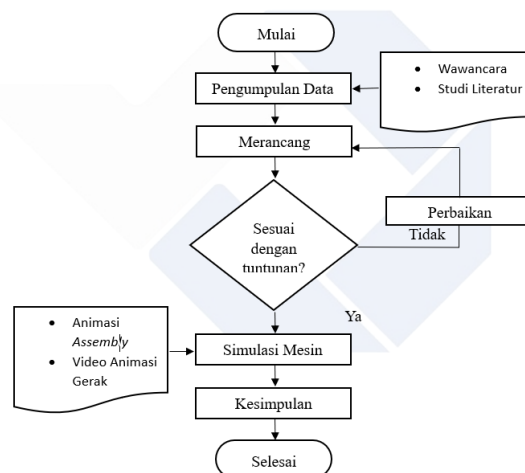 Mulai
Pengumpulan Data
Wawancara
Studi Literatur
Merancang
Perbaikan
Tidak
Sesuai
dengan
tuntunan?
Ya
Animasi
Assembly
Video Animasi
Gerak
Simulasi Mesin
Kesimpulan
Selesai